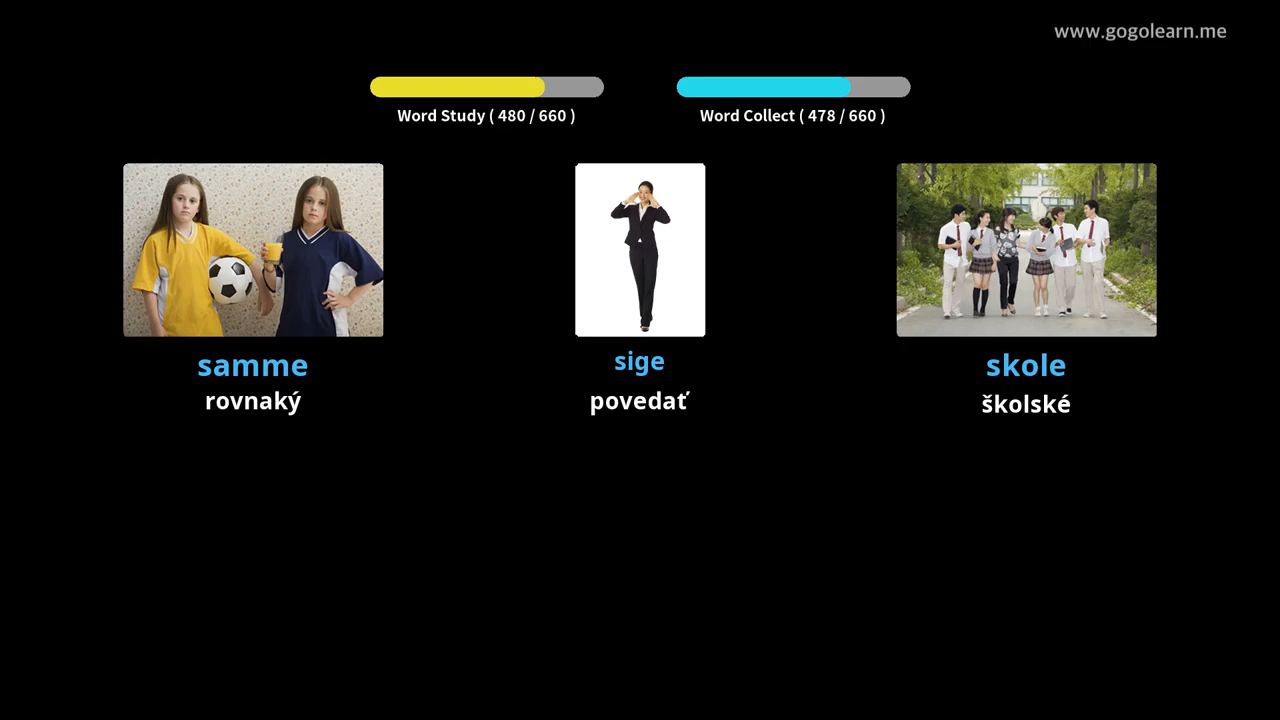 www.gogolearn.me
Word Study ( 480 / 660 )
Word Collect ( 478 / 660 )
samme
rovnaký
sige
povedať
skole
školské